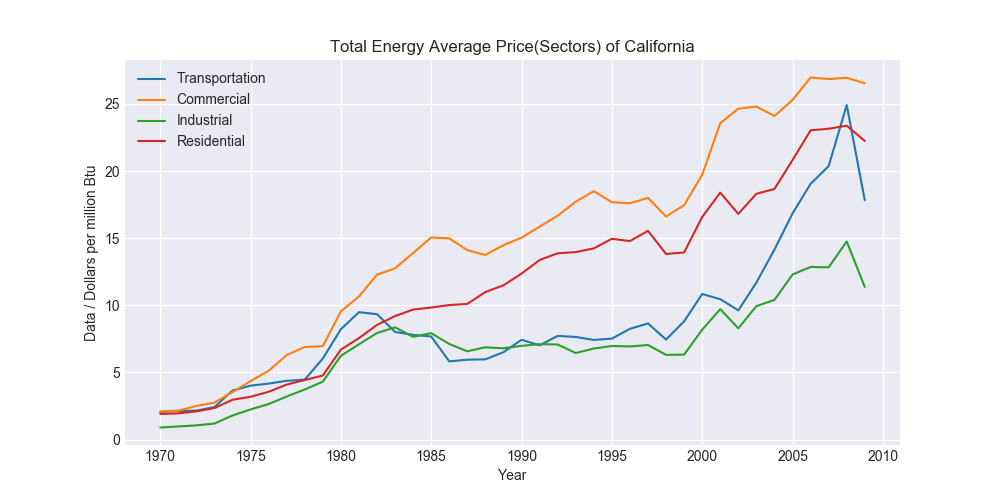 Total Energy Average Price(Sectors) of California
Transportation
Commercial
Industrial
Residential
25
20
15
10
5
0
Data / Dollars per million Btu
1970 1975 1980 1985 1990 1995 2000 2005 2010
Year